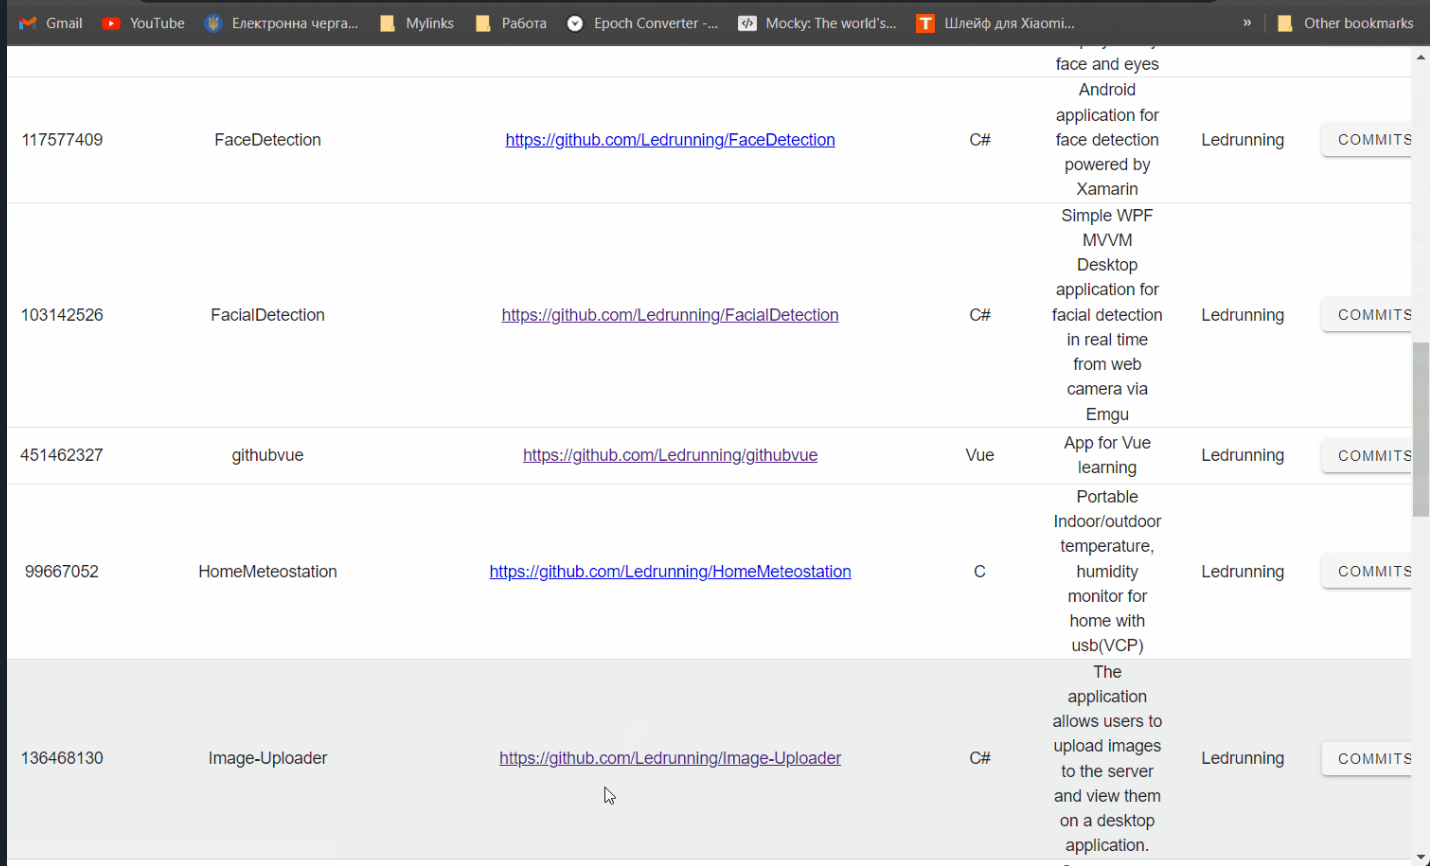 Gmail YouTube Електронна черга... Mylinks Работа Epoch Converter -... Mocky: The world's... Шлейф для Xiaomi... » Other bookmarks
face and eyes
117577409 FaceDetection https://github.com/Ledrunning/FaceDetection C# Android
application for
face detection
powered by
Xamarin Ledrunning COMMITS
103142526 FacialDetection https://github.com/Ledrunning/FacialDetection C# Simple WPF
MVVM
Desktop
application for
facial detection
in real time
from web
camera via
Emgu Ledrunning COMMITS
451462327 githubvue https://github.com/Ledrunning/githubvue Vue App for Vue
learning Ledrunning COMMITS
99667052 HomeMeteostation https://github.com/Ledrunning/HomeMeteostation C Portable
Indoor/outdoor
temperature,
humidity
monitor for
home with
usb(VCP) Ledrunning COMMITS
136468130 Image-Uploader https://github.com/Ledrunning/Image-Uploader C# The
application
allows users to
upload images
to the server
and view them
on a desktop
application. Ledrunning COMMITS